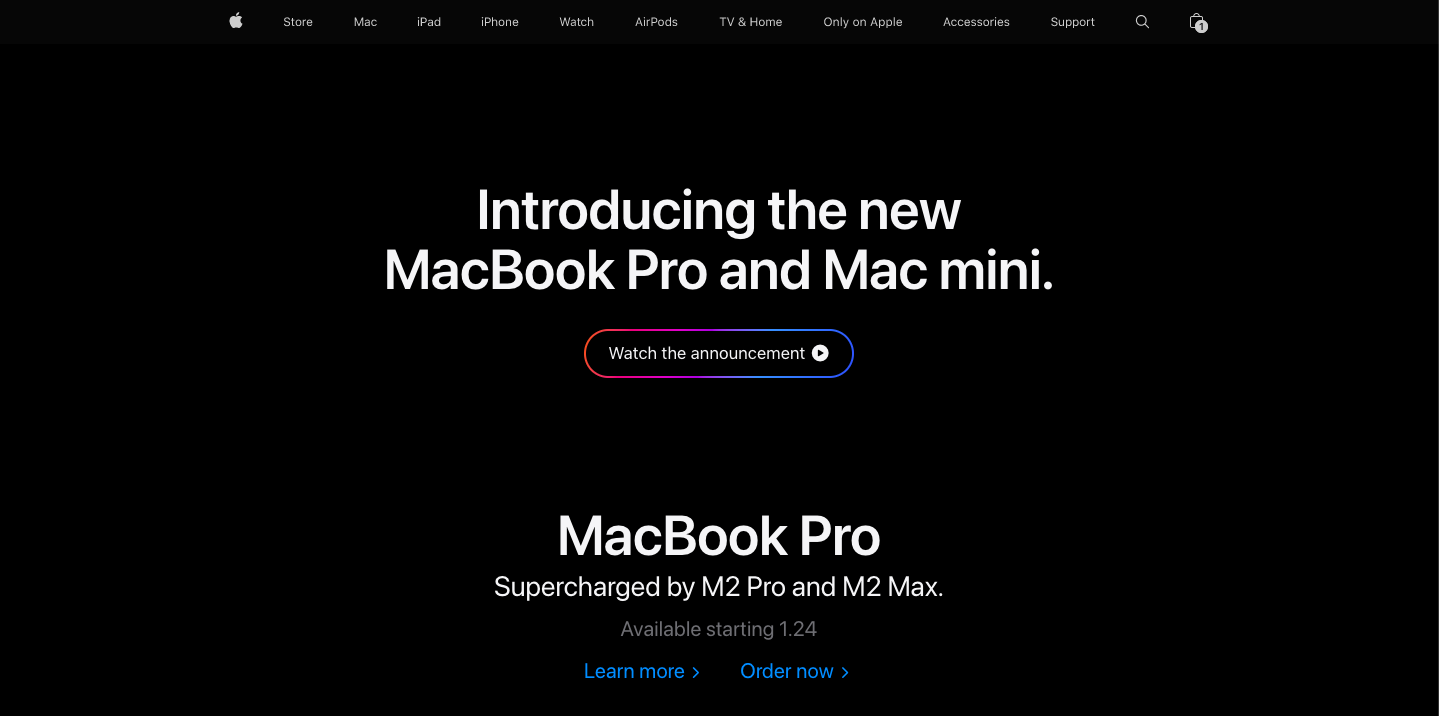 Store Mac iPad iPhone Watch AirPods TV & Home Only on Apple Accessories Support 1
Introducing the new
MacBook Pro and Mac mini.
Watch the announcement
MacBook Pro
Supercharged by M2 Pro and M2 Max.
Available starting 1.24
Learn more > Order now >